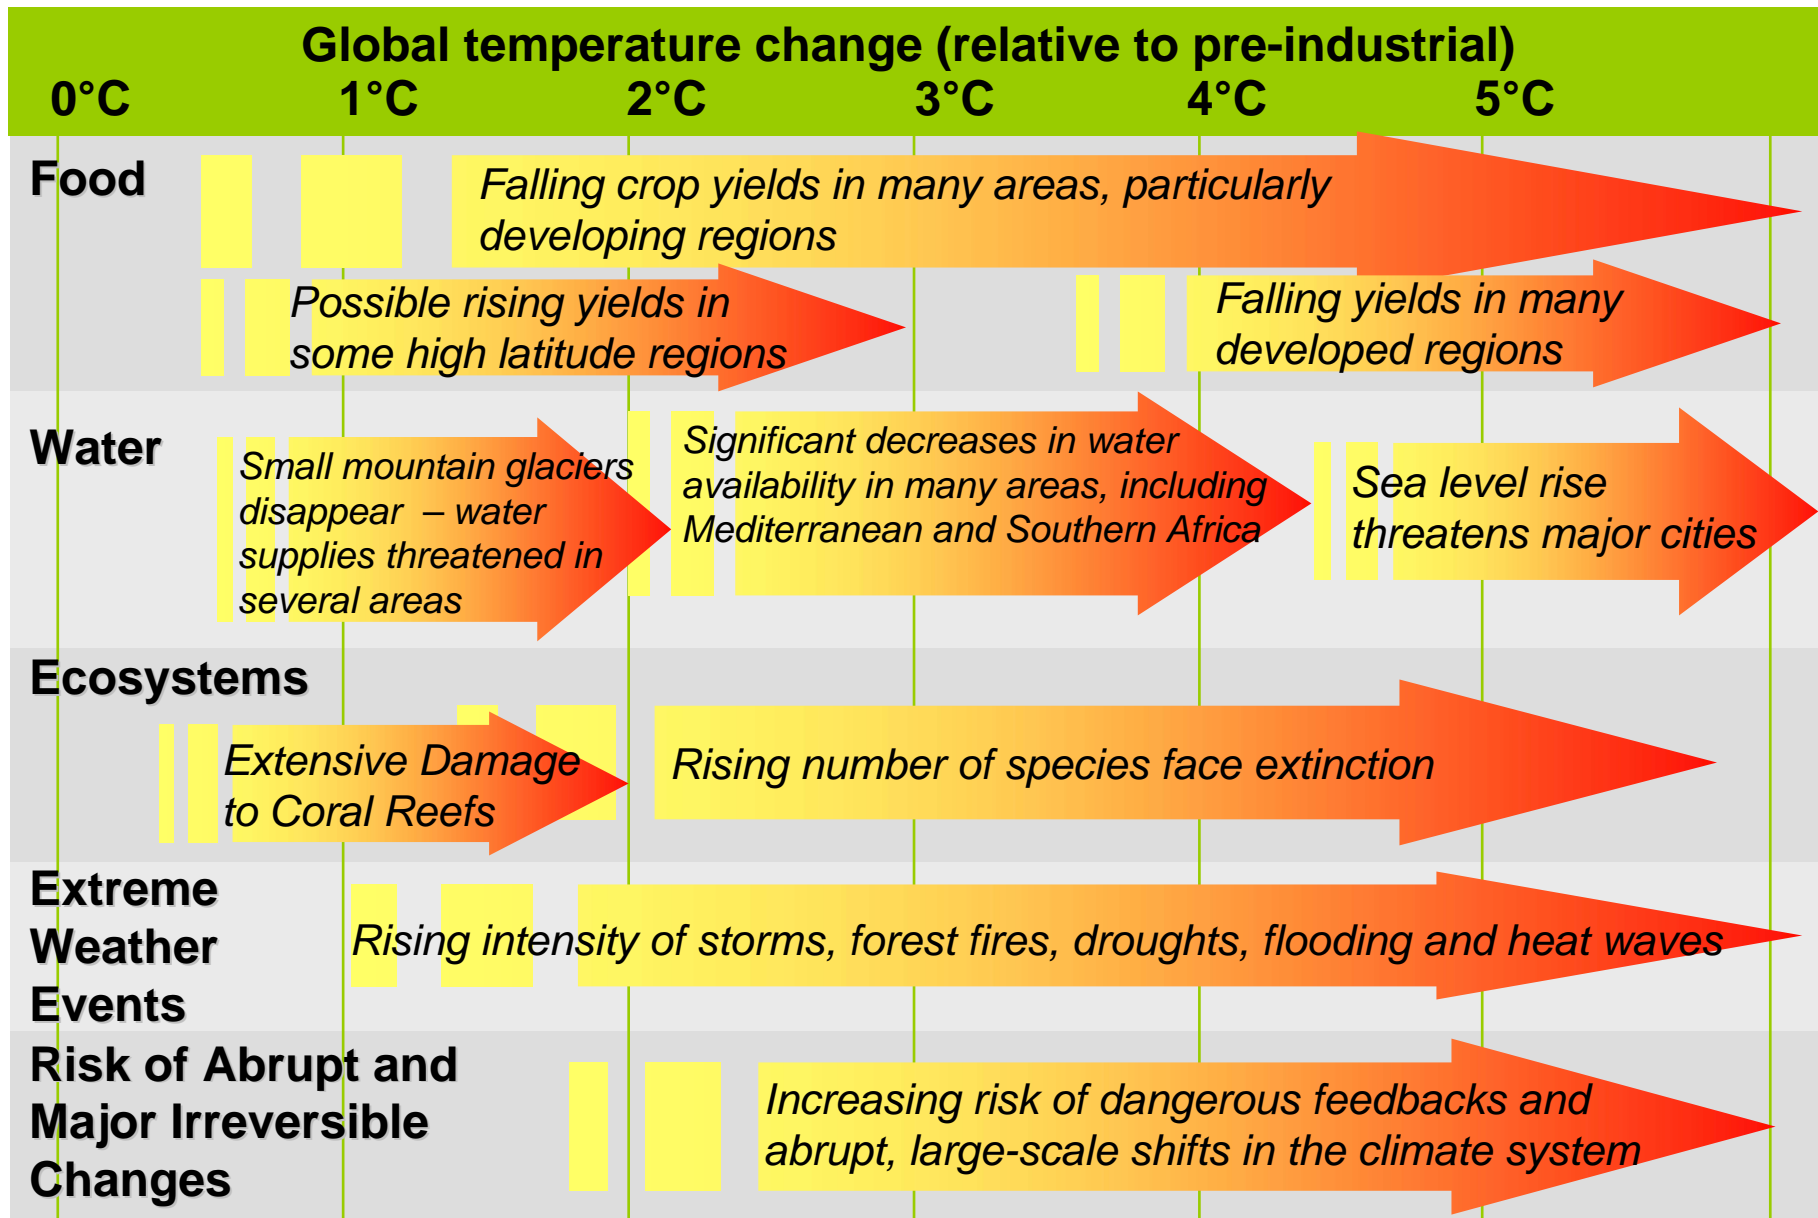 Global temperature change (relative to pre-industrial)
0°C 1°C 2°C 3°C 4°C 5°C
Food
Falling crop yields in many areas, particularly
developing regions
Possible rising yields in
some high latitude regions
Falling yields in many
developed regions
Water
Small mountain glaciers
disappear – water
supplies threatened in
several areas
Significant decreases in water
availability in many areas, including
Mediterranean and Southern Africa
Sea level rise
threatens major cities
Ecosystems
Extensive Damage
to Coral Reefs
Rising number of species face extinction
Extreme
Weather
Events
Rising intensity of storms, forest fires, droughts, flooding and heat waves
Risk of Abrupt and
Major Irreversible
Changes
Increasing risk of dangerous feedbacks and
abrupt, large-scale shifts in the climate system